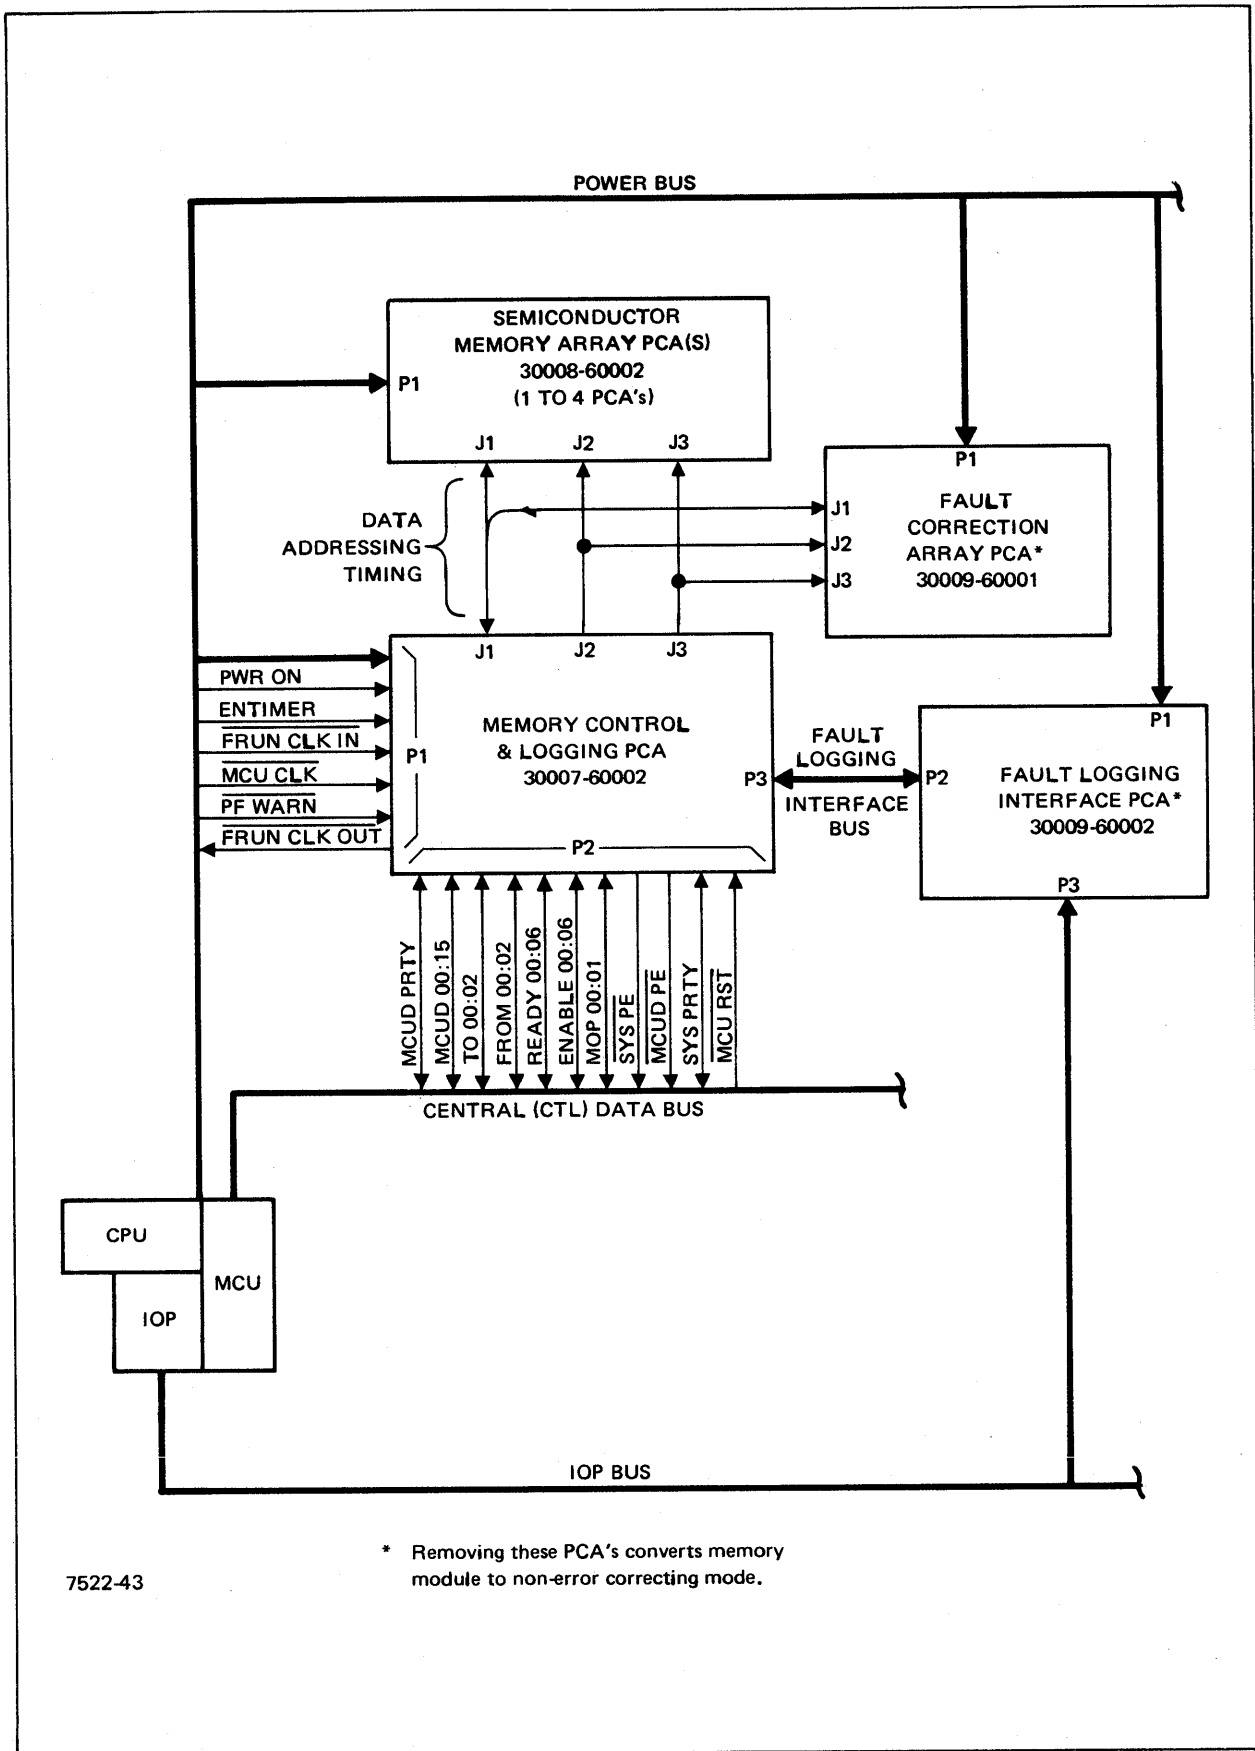 POWER BUS
SEMICONDUCTOR
MEMORY ARRAY PCA(S)
30008-60002
(1 TO 4 PCA's)
P1
J1 J2 J3
P1
FAULT
CORRECTION
ARRAY PCA*
30009-60001
J1
J2
J3
DATA
ADDRESSING
TIMING
J1 J2 J3
PWR ON
ENTIMER
FRUN CLK IN
MCU CLK
PF WARN
FRUN CLK OUT
P1
MEMORY CONTROL
& LOGGING PCA
30007-60002
P3
P2
FAULT
LOGGING
INTERFACE
BUS
P1
P2
FAULT LOGGING
INTERFACE PCA*
30009-60002
P3
MCUD PRTY
MCUD 00:15
TO 00:02
FROM 00:02
READY 00:06
ENABLE 00:06
MOP 00:01
SYS PE
MCUD PE
SYS PRTY
MCU RST
CENTRAL (CTL) DATA BUS
CPU
MCU
IOP
IOP BUS
* Removing these PCA's converts memory
module to non-error correcting mode.
7522-43